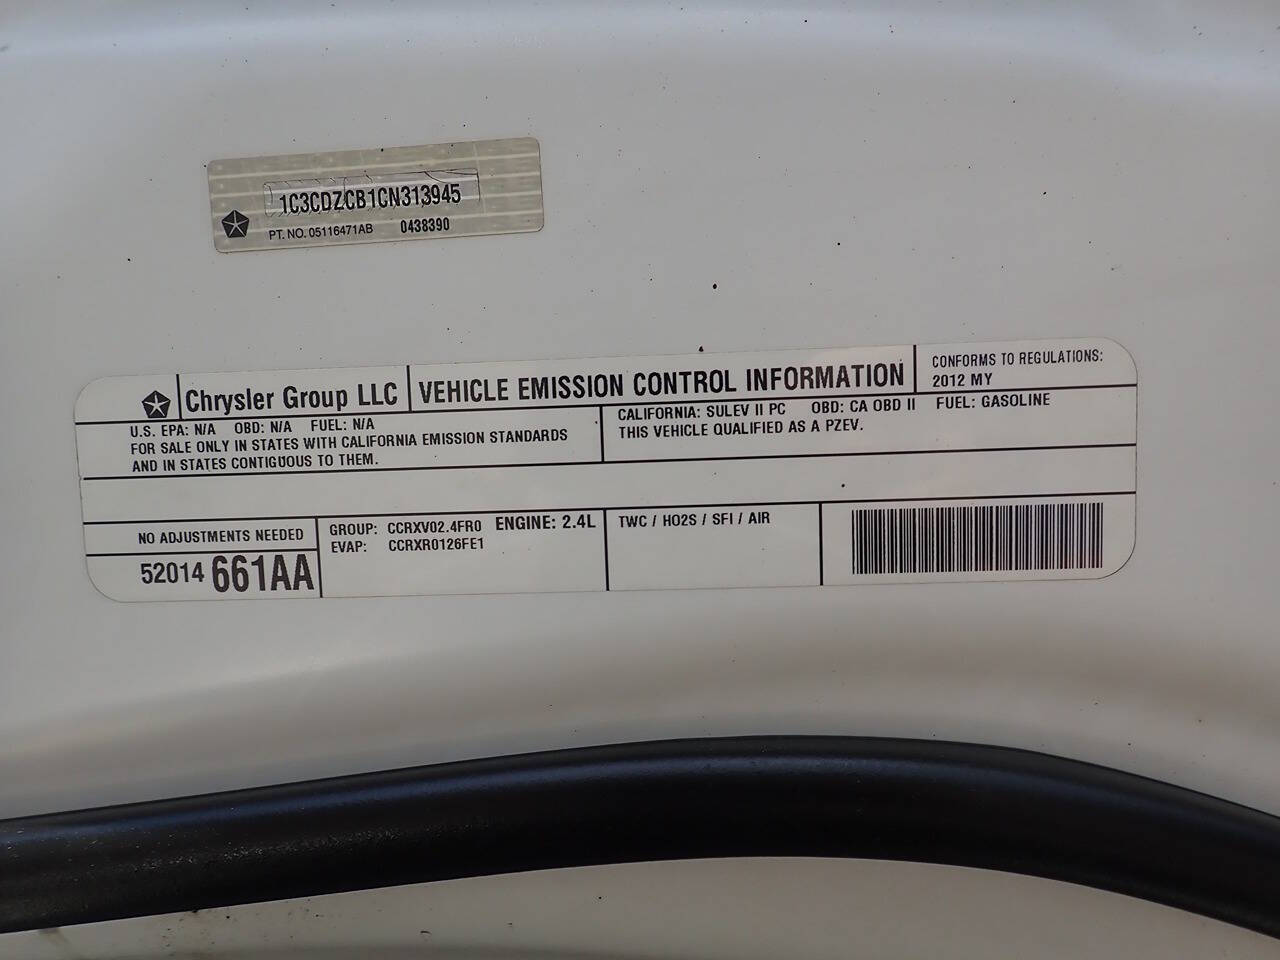 1C3CDZCB1CN313945
PT. NO. 05116471AB 0438390
Chrysler Group LLC
VEHICLE EMISSION CONTROL INFORMATION
CONFORMS TO REGULATIONS:
2012 MY
U.S. EPA: N/A OBD: N/A FUEL: N/A
FOR SALE ONLY IN STATES WITH CALIFORNIA EMISSION STANDARDS
AND IN STATES CONTIGUOUS TO THEM.
CALIFORNIA: SULEV II PC OBD: CA OBD II FUEL: GASOLINE
THIS VEHICLE QUALIFIED AS A PZEV.
NO ADJUSTMENTS NEEDED
52014 661AA
GROUP: CCRXV02.4FR0 ENGINE: 2.4L
EVAP: CCRXR0126FE1
TWC / HO2S / SFI / AIR